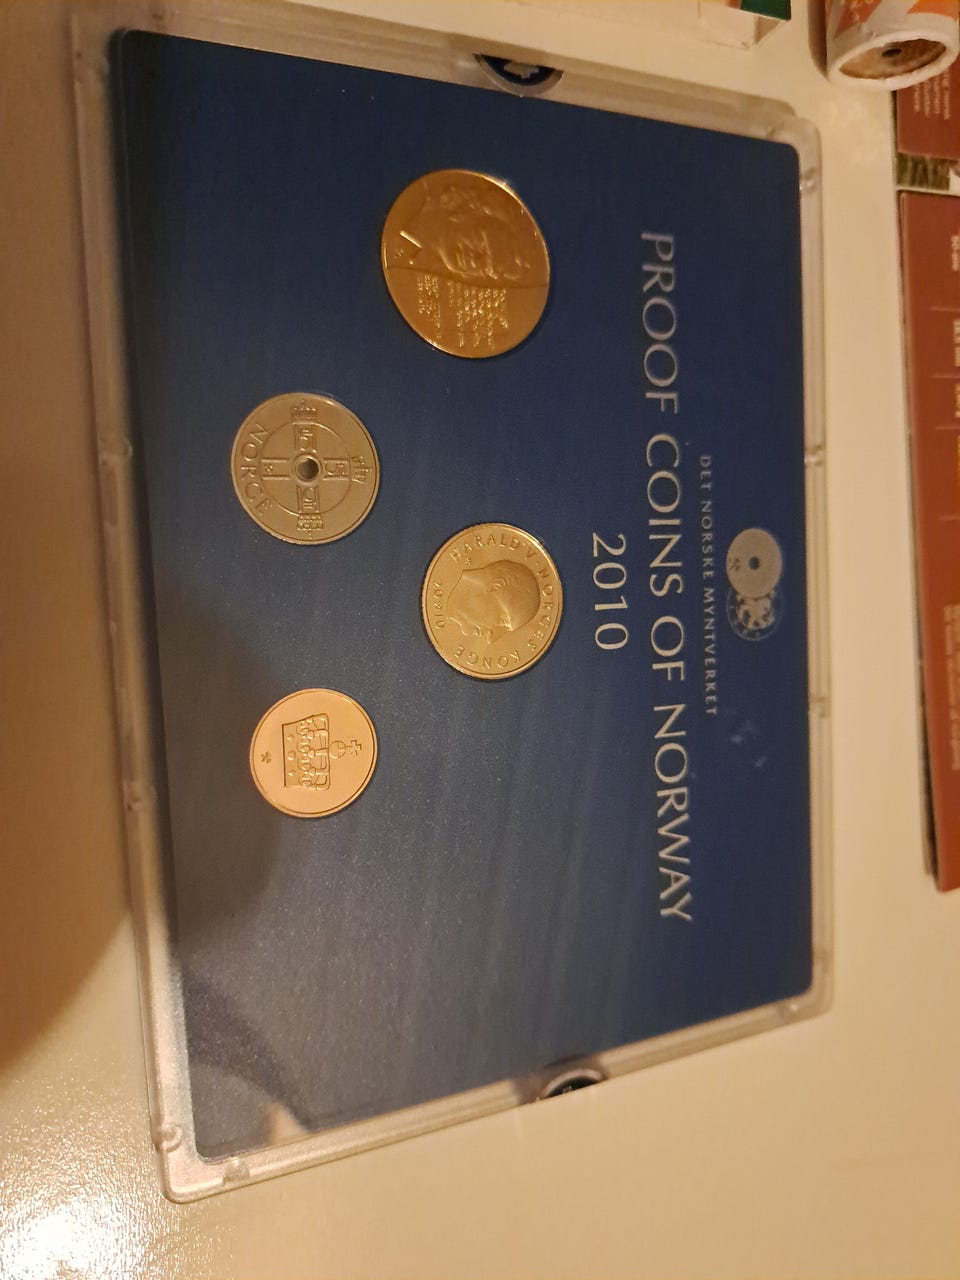 DET NORSKE MYNTVERKET
PROOF COINS OF NORWAY
2010
HARALD V · NORGES KONGE
2010
NORGE